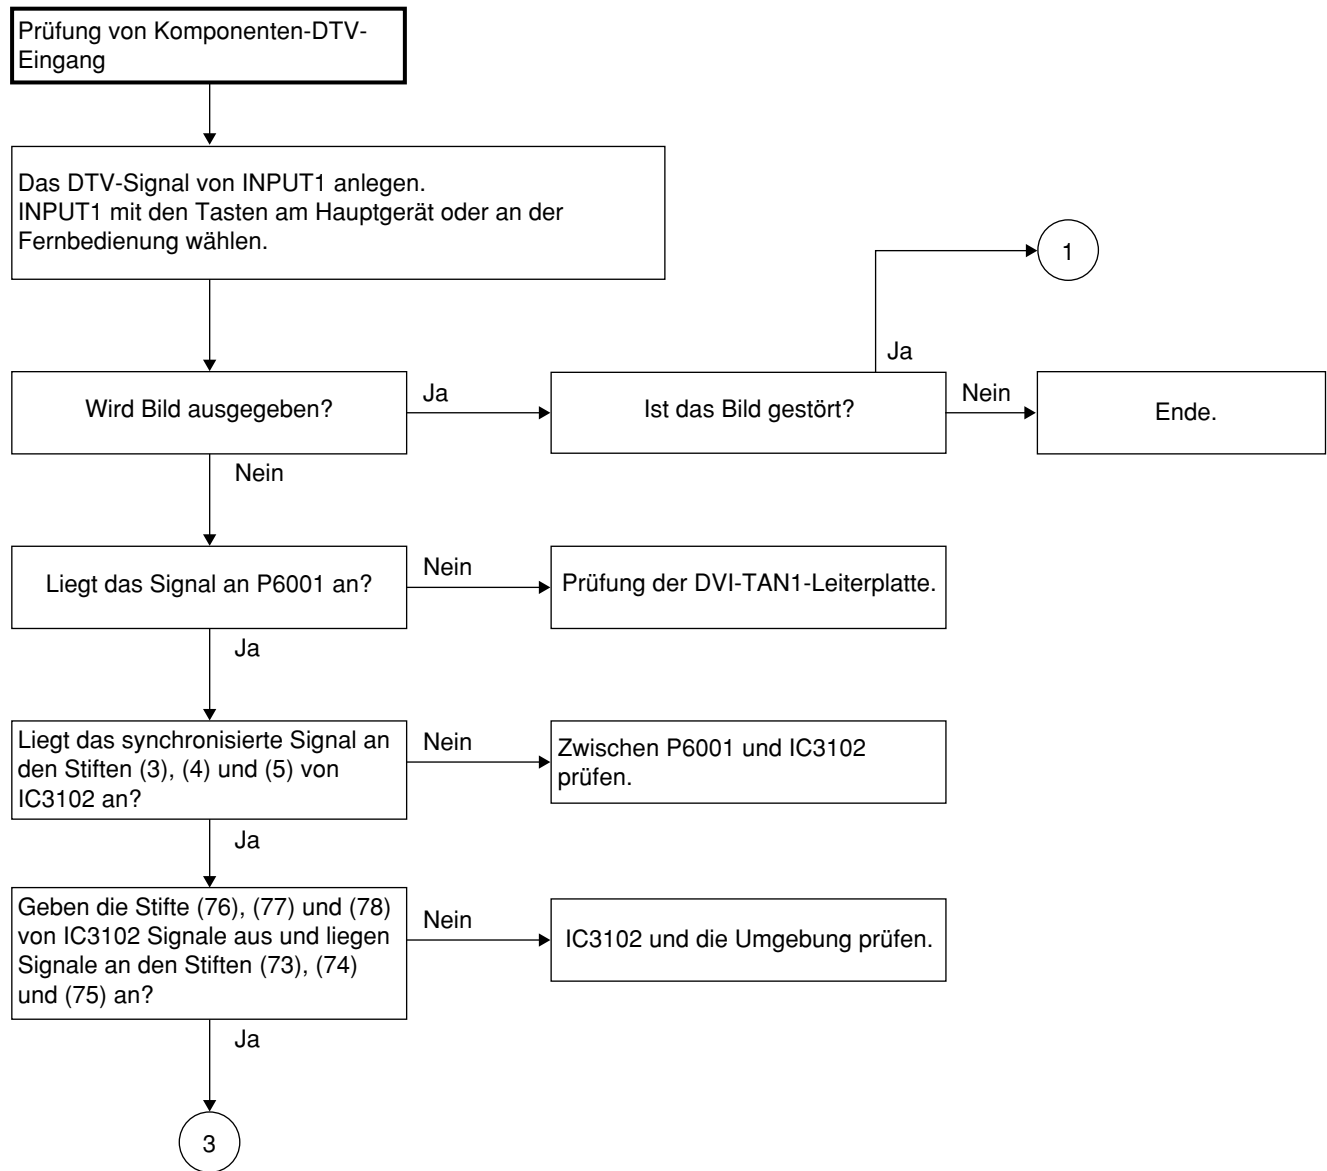 Prüfung von Komponenten-DTV-
Eingang
Das DTV-Signal von INPUT1 anlegen.
INPUT1 mit den Tasten am Hauptgerät oder an der
Fernbedienung wählen.
1
Ja
Wird Bild ausgegeben?
Ja
Ist das Bild gestört?
Nein
Ende.
Nein
Liegt das Signal an P6001 an?
Nein
Prüfung der DVI-TAN1-Leiterplatte.
Ja
Liegt das synchronisierte Signal an
den Stiften (3), (4) und (5) von
IC3102 an?
Nein
Zwischen P6001 und IC3102
prüfen.
Ja
Geben die Stifte (76), (77) und (78)
von IC3102 Signale aus und liegen
Signale an den Stiften (73), (74)
und (75) an?
Nein
IC3102 und die Umgebung prüfen.
Ja
3